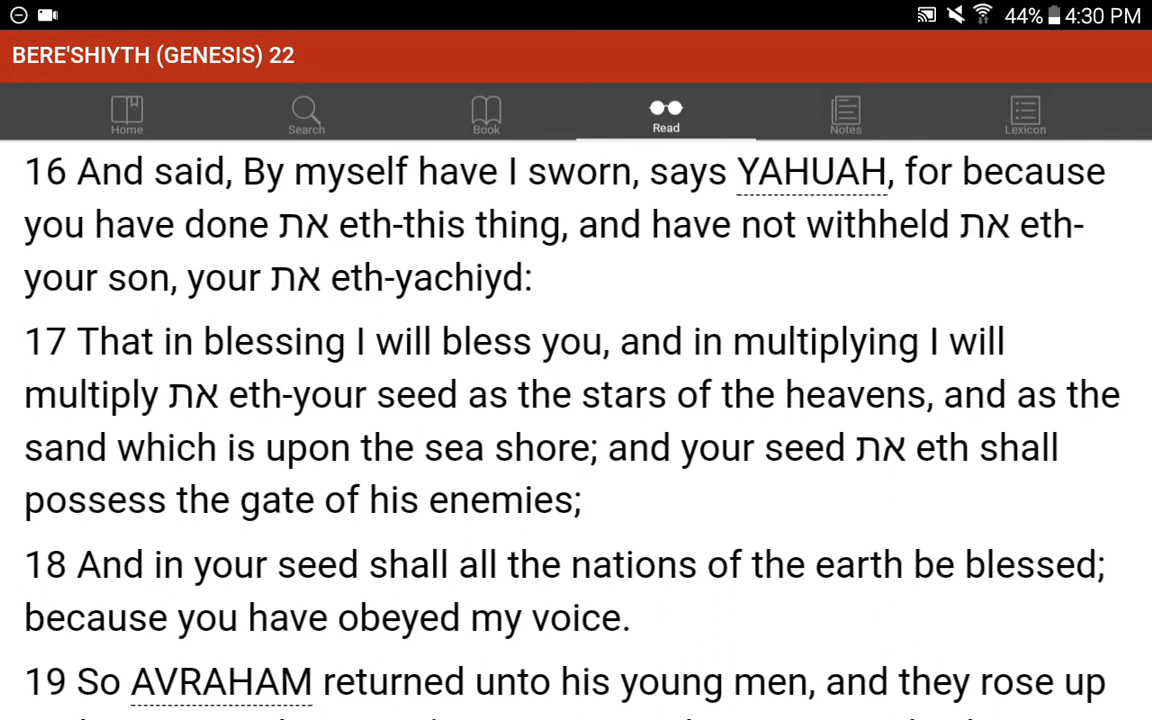 44% 4:30 PM
BERE'SHIYTH (GENESIS) 22
Home Search Book Read Notes Lexicon
16 And said, By myself have I sworn, says YAHUAH, for because
you have done את eth-this thing, and have not withheld את eth-
your son, your את eth-yachiyd:
17 That in blessing I will bless you, and in multiplying I will
multiply את eth-your seed as the stars of the heavens, and as the
sand which is upon the sea shore; and your seed את eth shall
possess the gate of his enemies;
18 And in your seed shall all the nations of the earth be blessed;
because you have obeyed my voice.
19 So AVRAHAM returned unto his young men, and they rose up